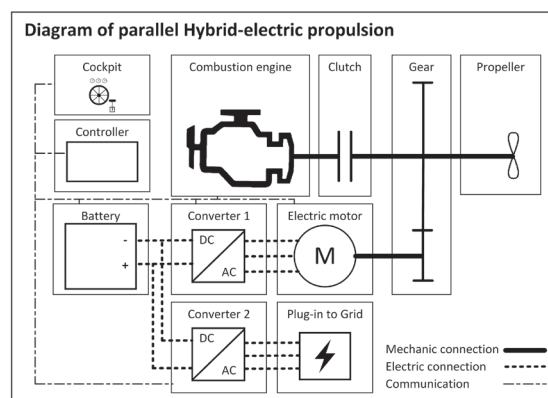 Diagram of parallel Hybrid-electric propulsion
Cockpit
Combustion engine
Clutch
Gear
Propeller
Controller
Battery
Converter 1
Electric motor
-
+
DC
AC
M
Converter 2
Plug-in to Grid
DC
AC
Mechanic connection
Electric connection
Communication